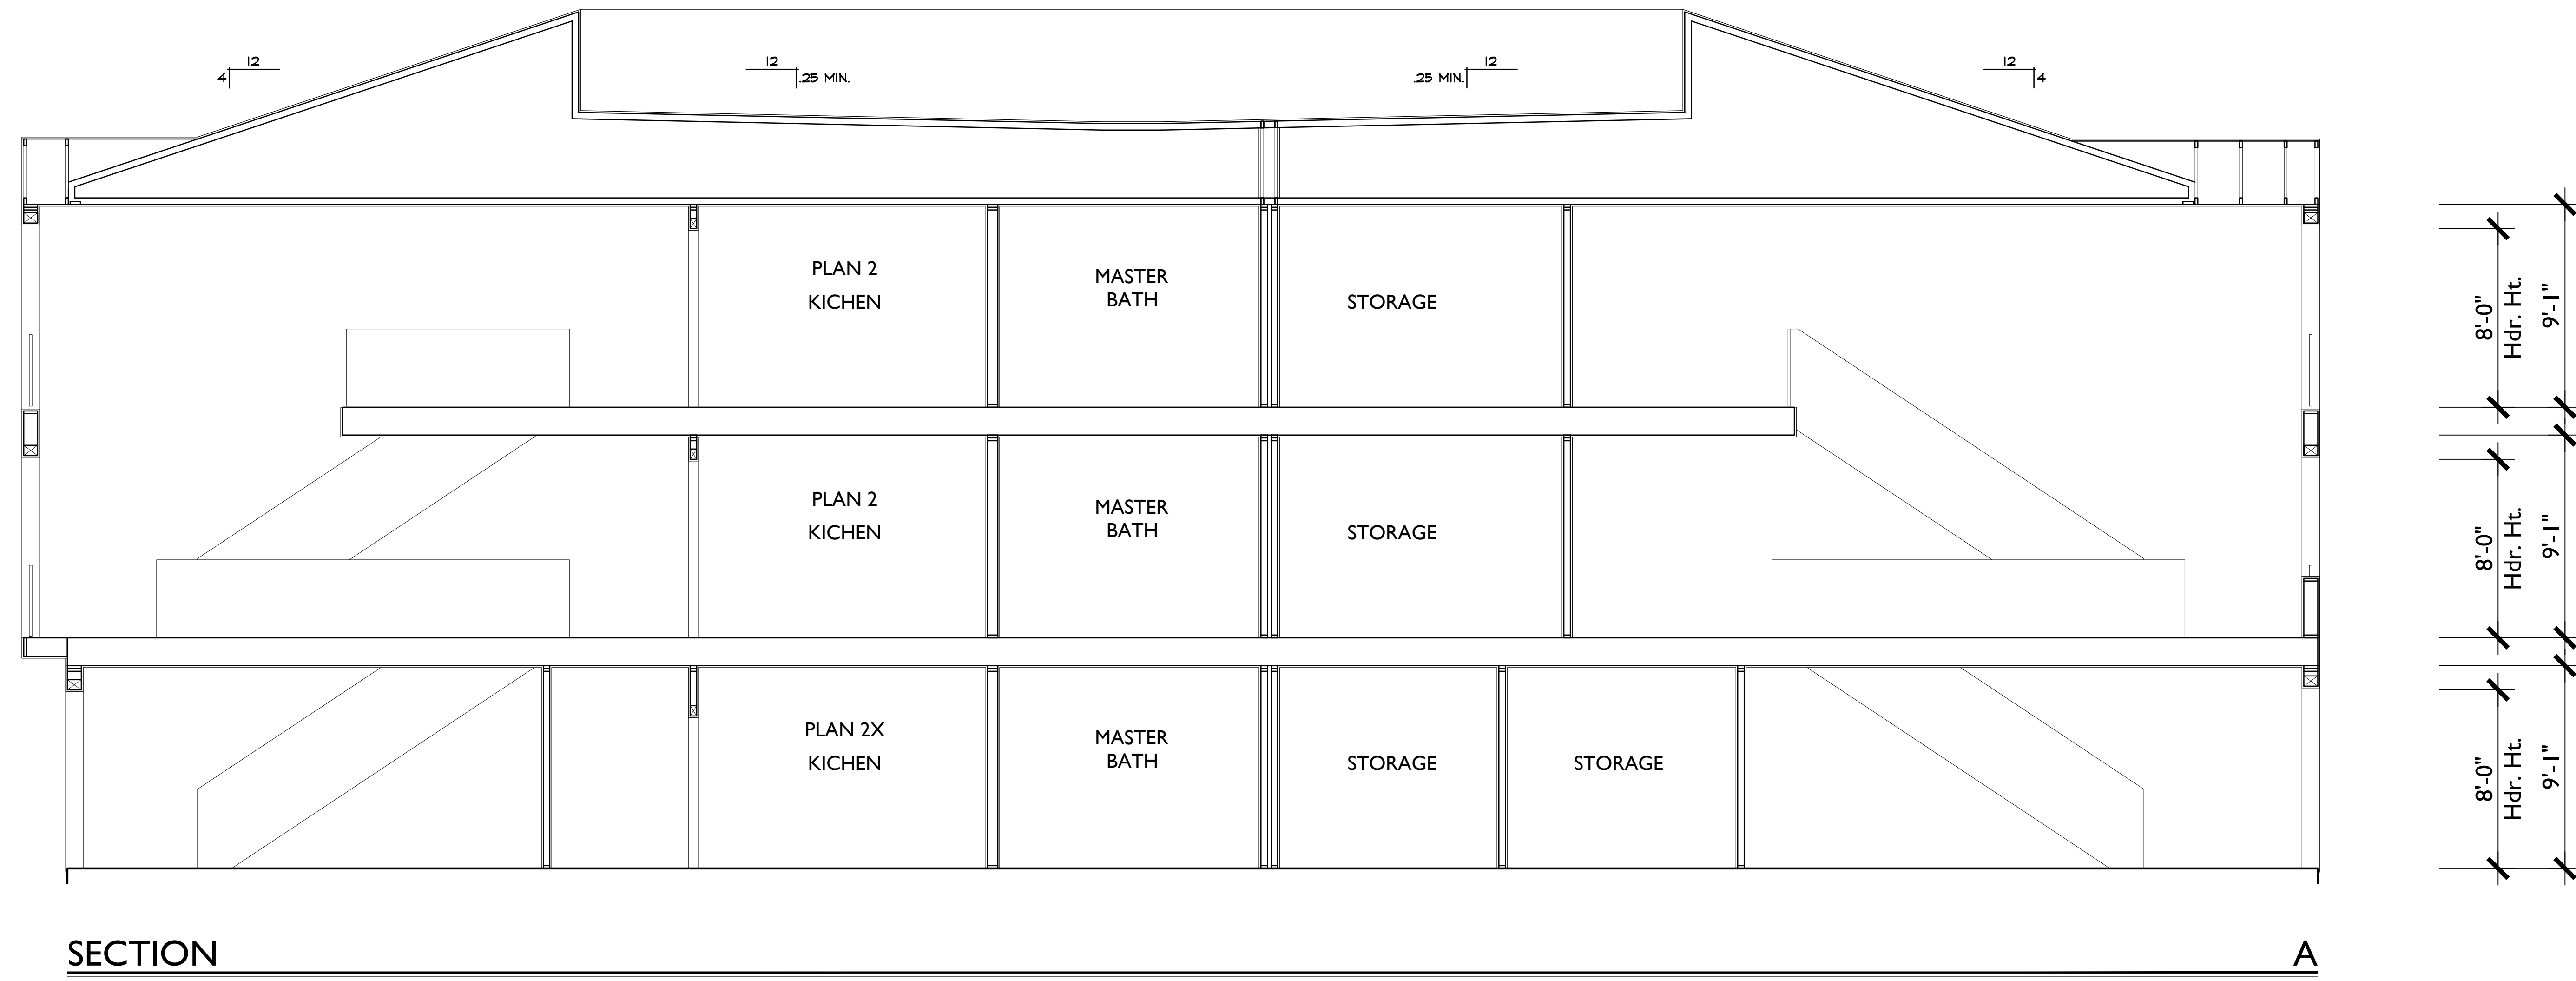 12
4
12
.25 MIN.
12
.25 MIN.
12
4
PLAN 2
KICHEN
MASTER
BATH
STORAGE
8'-0"
Hdr. Ht.
9'-1"
PLAN 2
KICHEN
MASTER
BATH
STORAGE
8'-0"
Hdr. Ht.
9'-1"
PLAN 2X
KICHEN
MASTER
BATH
STORAGE
STORAGE
8'-0"
Hdr. Ht.
9'-1"
SECTION
A